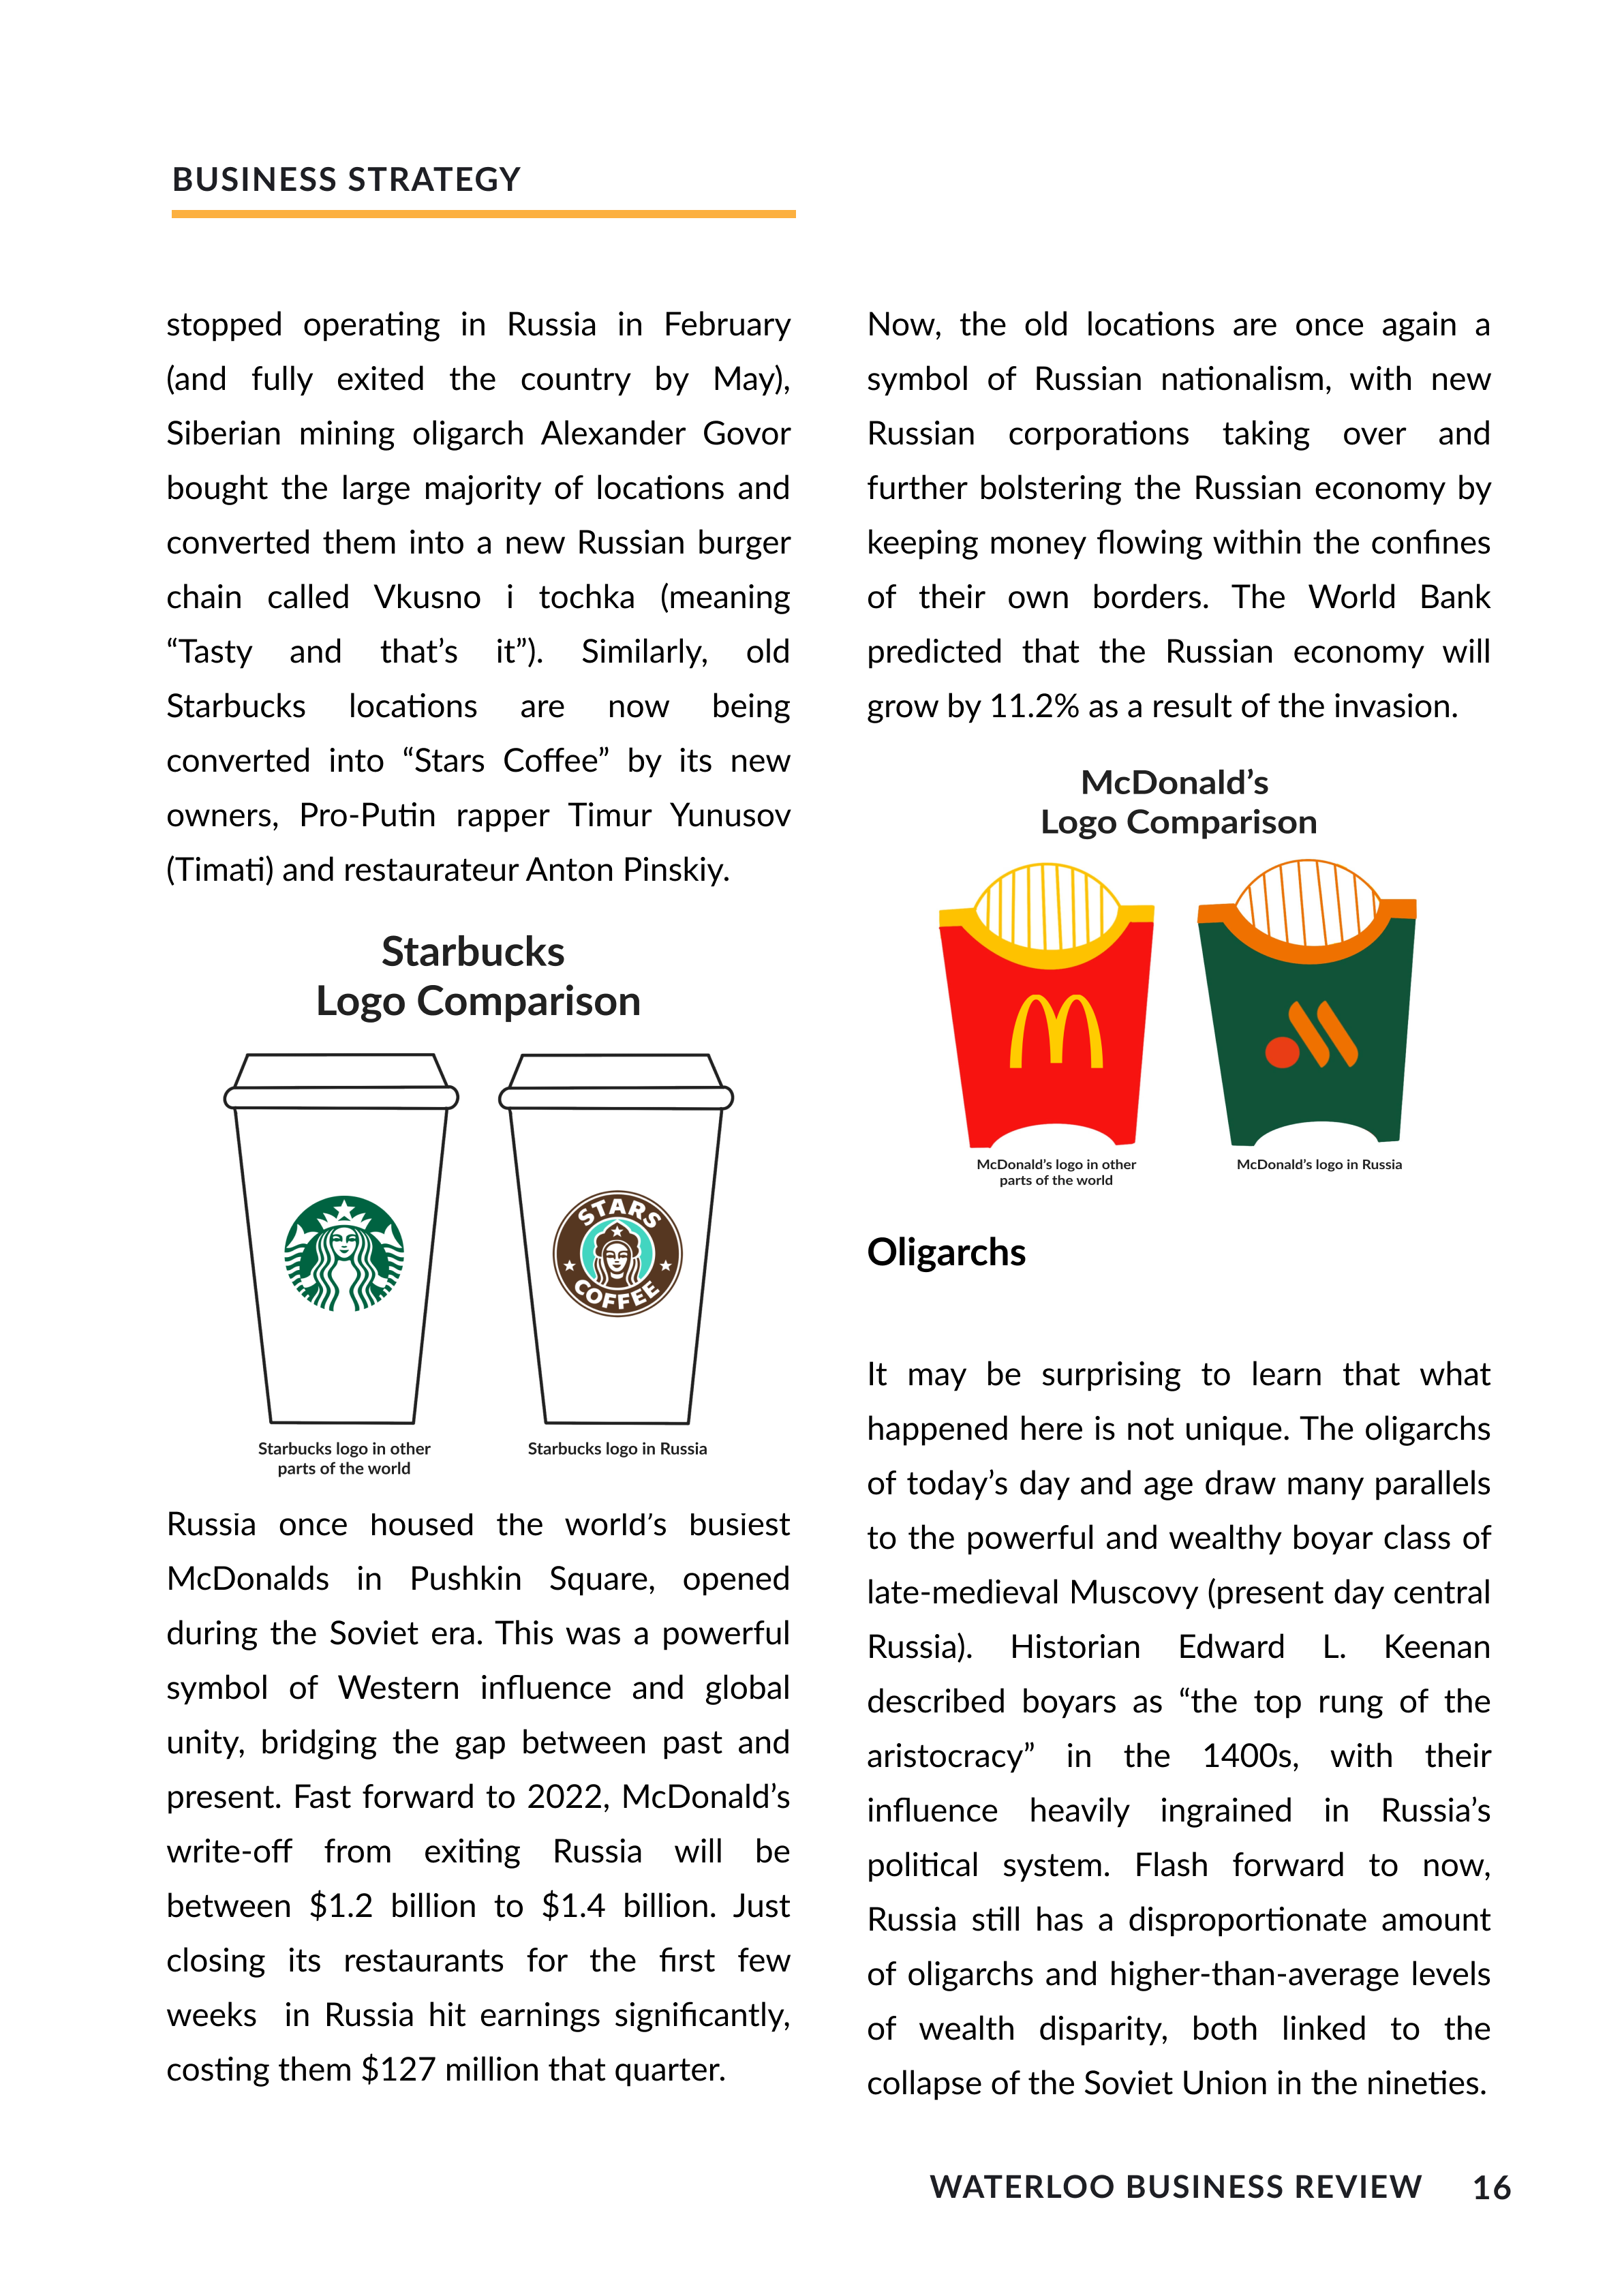 BUSINESS STRATEGY
stopped operating in Russia in February
(and fully exited the country by May),
Siberian mining oligarch Alexander Govor
bought the large majority of locations and
converted them into a new Russian burger
chain called Vkusno i tochka (meaning
“Tasty and that’s it”). Similarly, old
Starbucks locations are now being
converted into “Stars Coffee” by its new
owners, Pro-Putin rapper Timur Yunusov
(Timati) and restaurateur Anton Pinskiy.
Starbucks
Logo Comparison
STARS
COFFEE
Starbucks logo in other
parts of the world
Starbucks logo in Russia
Russia once housed the world’s busiest
McDonalds in Pushkin Square, opened
during the Soviet era. This was a powerful
symbol of Western influence and global
unity, bridging the gap between past and
present. Fast forward to 2022, McDonald’s
write-off from exiting Russia will be
between $1.2 billion to $1.4 billion. Just
closing its restaurants for the first few
weeks in Russia hit earnings significantly,
costing them $127 million that quarter.
Now, the old locations are once again a
symbol of Russian nationalism, with new
Russian corporations taking over and
further bolstering the Russian economy by
keeping money flowing within the confines
of their own borders. The World Bank
predicted that the Russian economy will
grow by 11.2% as a result of the invasion.
McDonald’s
Logo Comparison
McDonald’s logo in other
parts of the world
McDonald’s logo in Russia
Oligarchs
It may be surprising to learn that what
happened here is not unique. The oligarchs
of today’s day and age draw many parallels
to the powerful and wealthy boyar class of
late-medieval Muscovy (present day central
Russia). Historian Edward L. Keenan
described boyars as “the top rung of the
aristocracy” in the 1400s, with their
influence heavily ingrained in Russia’s
political system. Flash forward to now,
Russia still has a disproportionate amount
of oligarchs and higher-than-average levels
of wealth disparity, both linked to the
collapse of the Soviet Union in the nineties.
WATERLOO BUSINESS REVIEW 16